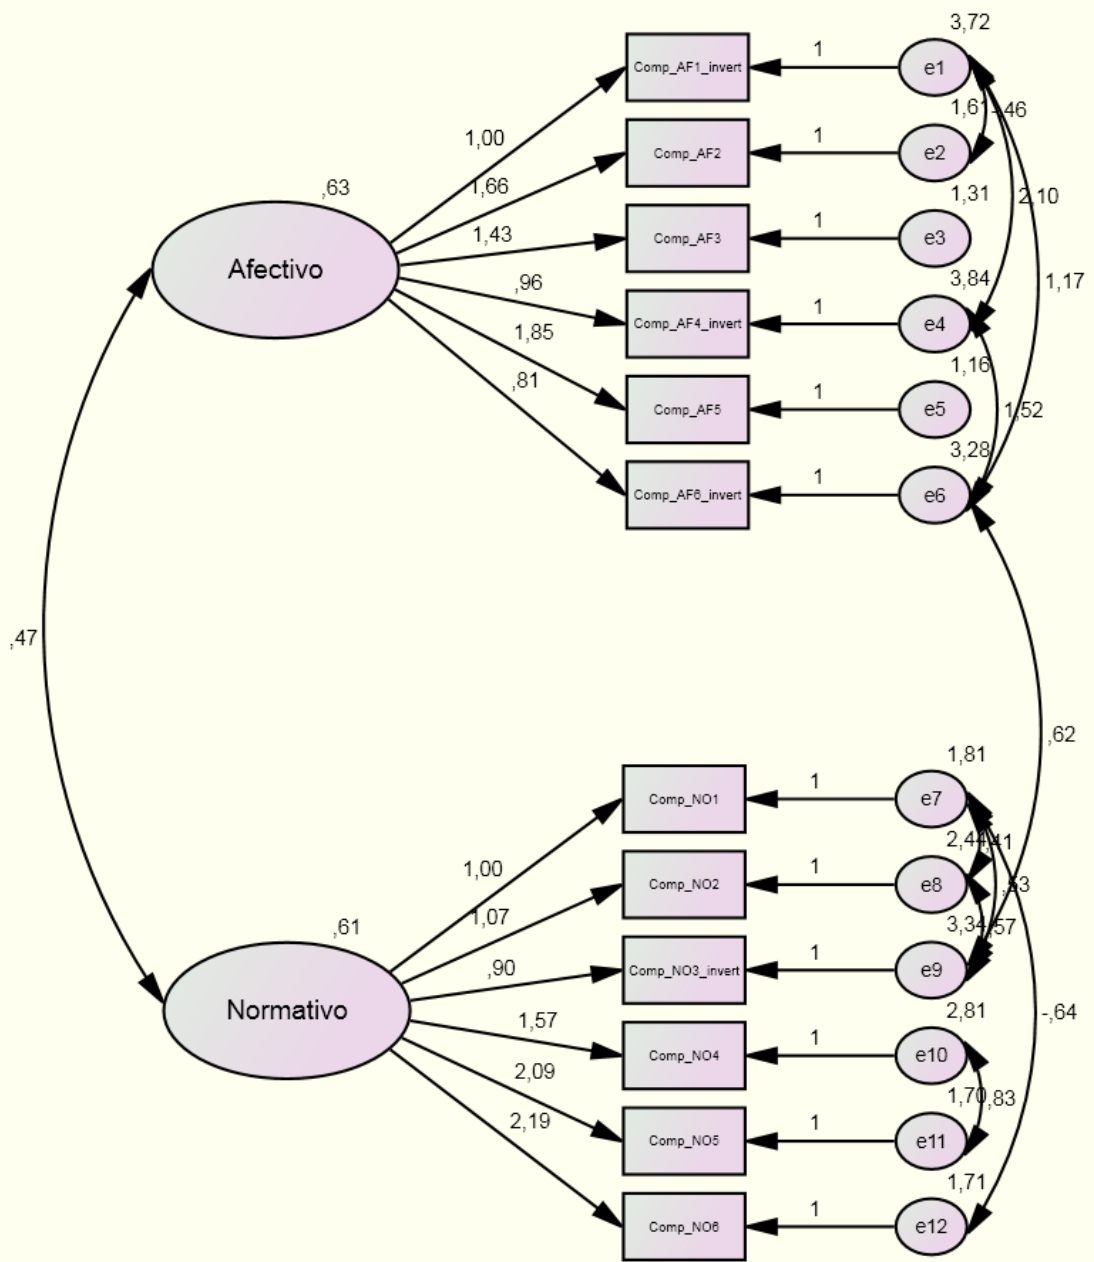 3,72
Comp_AF1_invert
1
e1
1,61
-,46
1,00
Comp_AF2
1
e2
,63
1,66
1,31
2,10
Afectivo
1,43
Comp_AF3
1
e3
,96
3,84
1,17
Comp_AF4_invert
1
e4
1,85
1,16
,81
Comp_AF5
1
e5
1,52
3,28
Comp_AF6_invert
1
e6
,47
,62
1,81
Comp_NO1
1
e7
2,44
,41
1,00
Comp_NO2
1
e8
,53
,61
1,07
3,34
,57
,90
Comp_NO3_invert
1
e9
Normativo
1,57
2,81
-,64
Comp_NO4
1
e10
2,09
1,70
,83
2,19
Comp_NO5
1
e11
1,71
Comp_NO6
1
e12